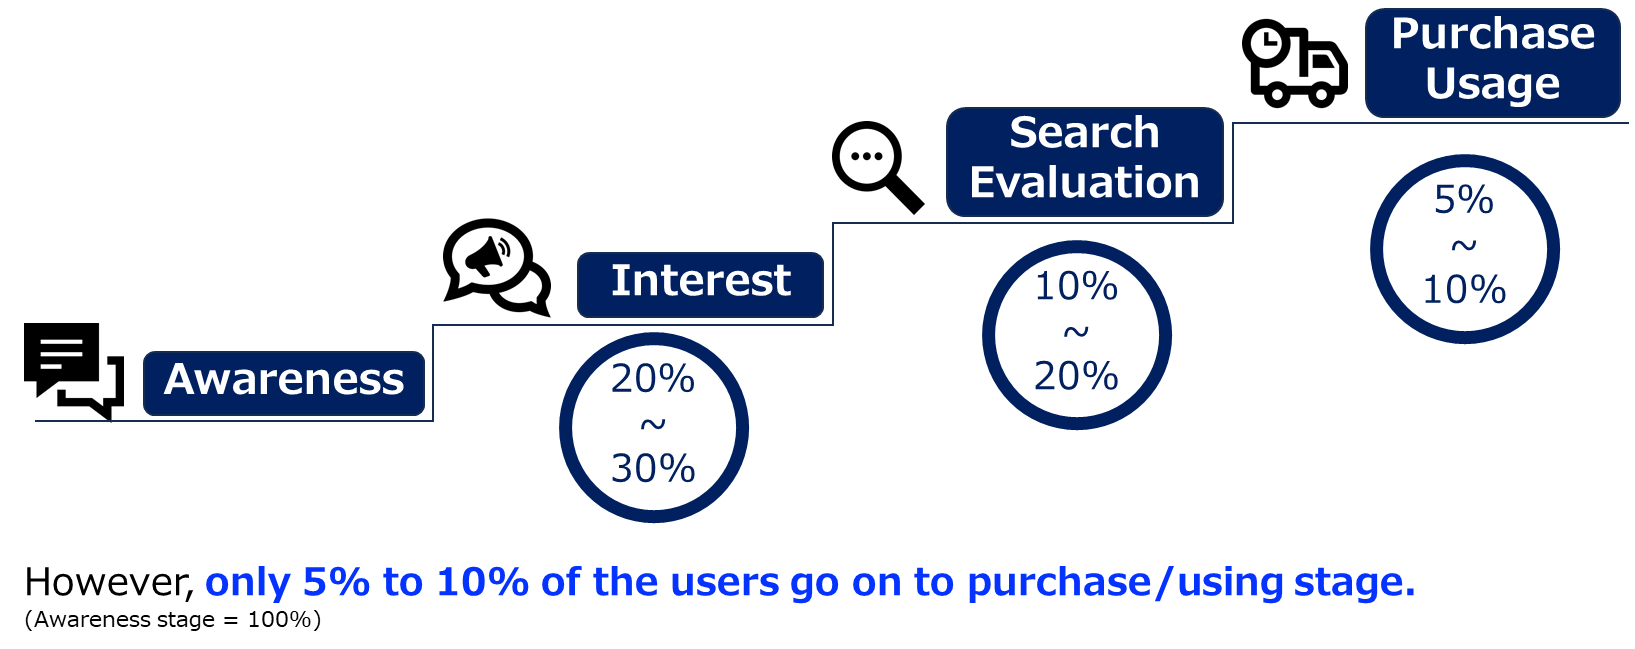 Purchase
Usage
Search
Evaluation
Interest
Awareness
5%
~
10%
10%
~
20%
20%
~
30%
However, only 5% to 10% of the users go on to purchase/using stage.
(Awareness stage = 100%)